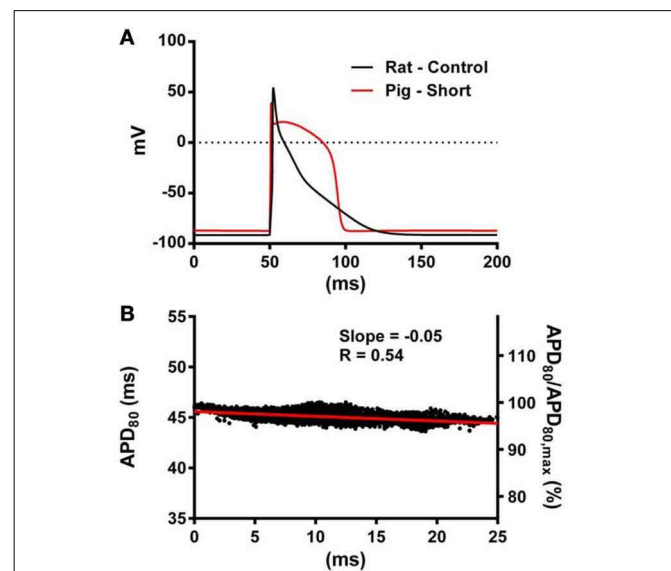 A
100
50
0
-50
-100
mV
Rat - Control
Pig - Short
0 50 100 150 200
(ms)
B
55
50
45
40
35
APD80 (ms)
Slope = -0.05
R = 0.54
110
100
90
80
APD80/APD80,max (%)
0 5 10 15 20 25
(ms)